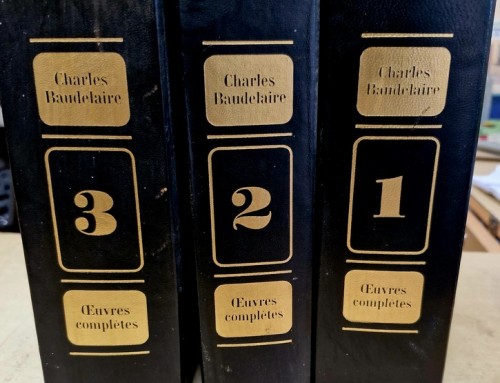 Charles
Baudelaire
3
Œuvres
complètes
Charles
Baudelaire
2
Œuvres
complètes
Charles
Baudelaire
1
Œuvres
complètes